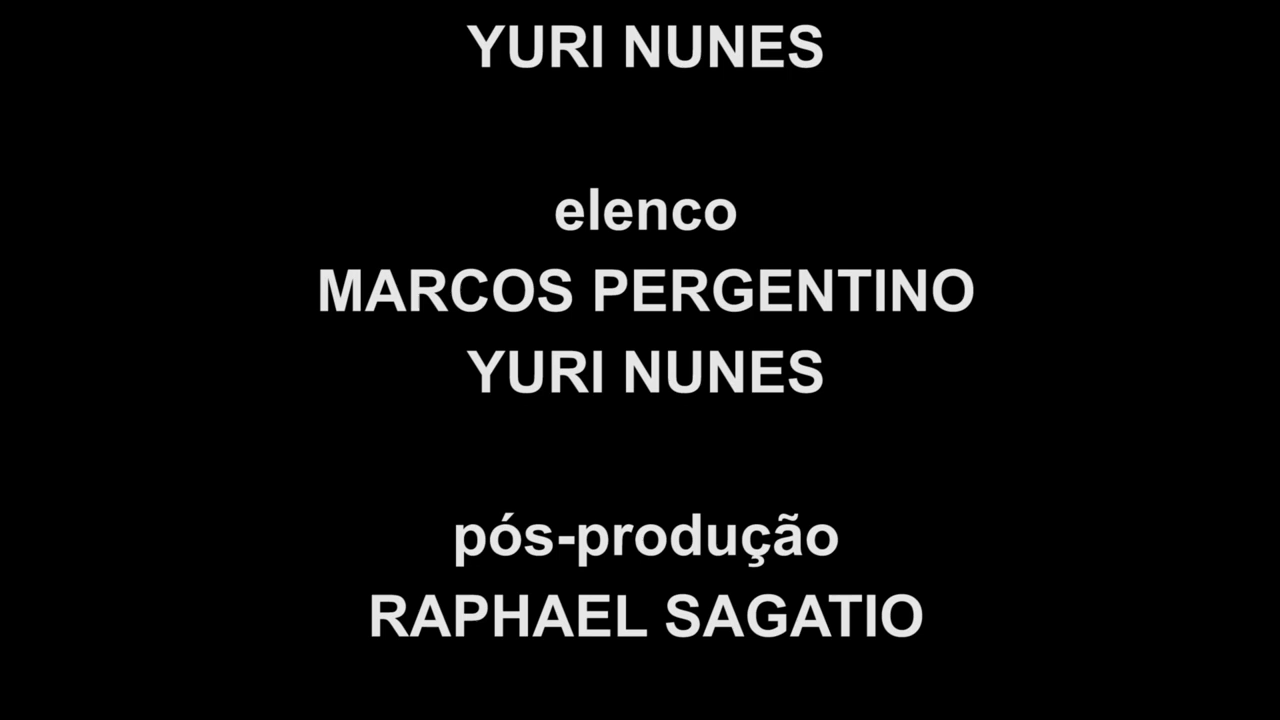 YURI NUNES
elenco
MARCOS PERGENTINO
YURI NUNES
pós-produção
RAPHAEL SAGATIO